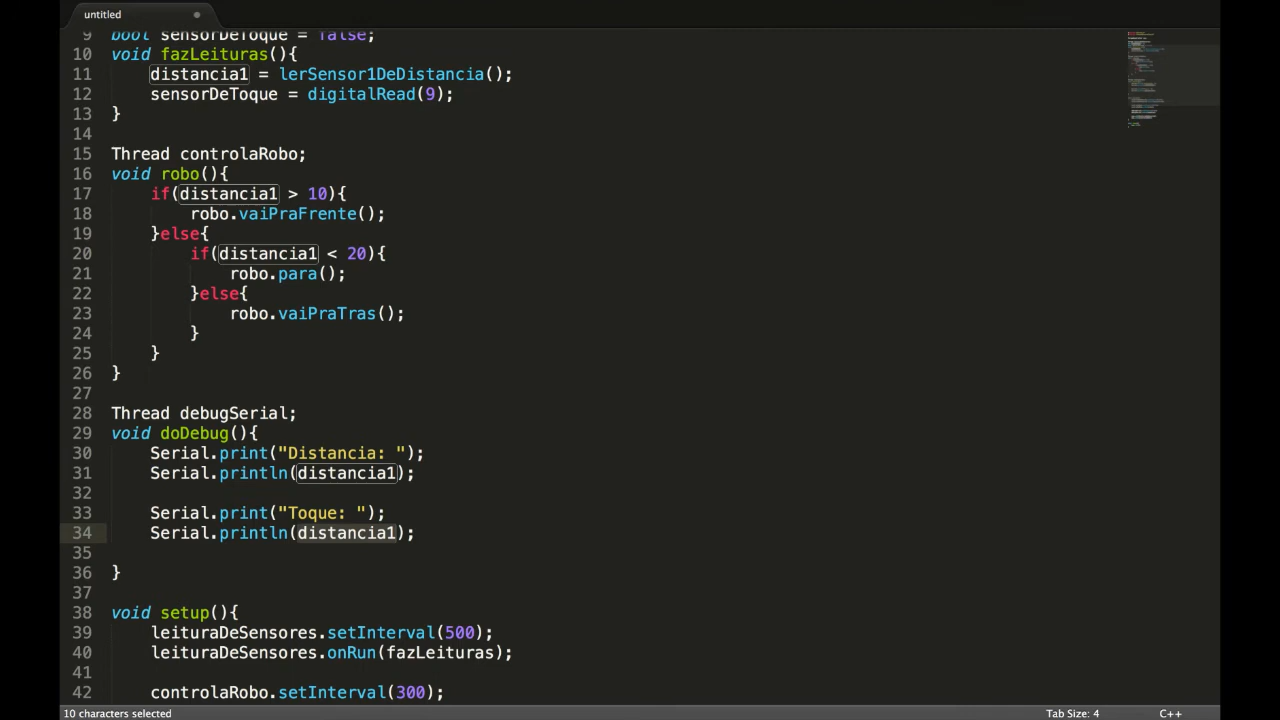 untitled
9 bool sensorDeToque = false;
10 void fazLeituras(){
11 distancia1 = lerSensor1DeDistancia();
12 sensorDeToque = digitalRead(9);
13 }
14
15 Thread controlaRobo;
16 void robo(){
17 if(distancia1 > 10){
18 robo.vaiPraFrente();
19 }else{
20 if(distancia1 < 20){
21 robo.para();
22 }else{
23 robo.vaiPraTras();
24 }
25 }
26 }
27
28 Thread debugSerial;
29 void doDebug(){
30 Serial.print("Distancia: ");
31 Serial.println(distancia1);
32
33 Serial.print("Toque: ");
34 Serial.println(distancia1);
35
36 }
37
38 void setup(){
39 leituraDeSensores.setInterval(500);
40 leituraDeSensores.onRun(fazLeituras);
41
42 controlaRobo.setInterval(300);
10 characters selected
Tab Size: 4
C++